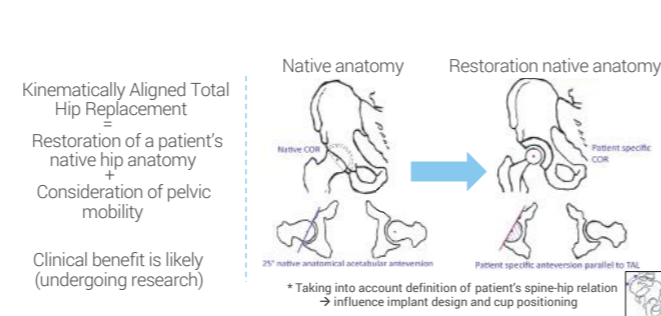 Kinematically Aligned Total
Hip Replacement
=
Restoration of a patient's
native hip anatomy
+
Consideration of pelvic
mobility
Clinical benefit is likely
(undergoing research)
Native anatomy
Native COR
25° native anatomical acetabular anteversion
Restoration native anatomy
Patient specific
COR
Patient specific anteversion parallel to TAL
* Taking into account definition of patient's spine-hip relation
→ influence implant design and cup positioning